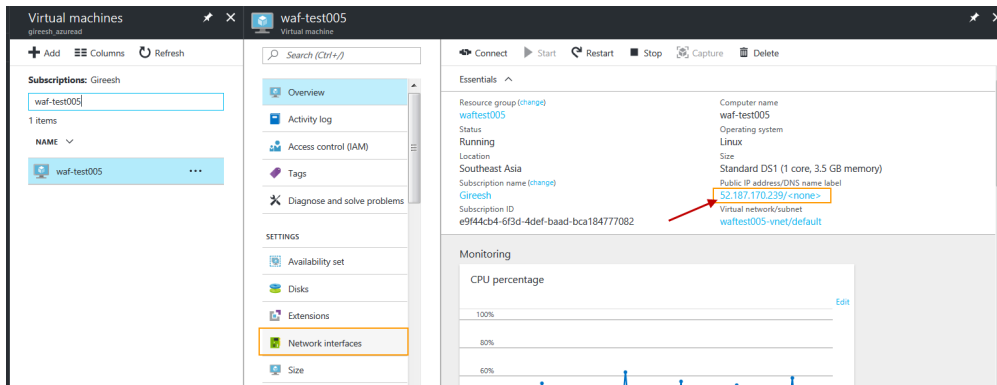 Virtual machines
gireesh_azuread
Add Columns Refresh
Subscriptions: Gireesh
waf-test005
1 items
NAME
waf-test005
waf-test005
Virtual machine
Search (Ctrl+/)
Overview
Activity log
Access control (IAM)
Tags
Diagnose and solve problems
SETTINGS
Availability set
Disks
Extensions
Network interfaces
Size
Connect Start Restart Stop Capture Delete
Essentials
Resource group (change)
waftest005
Status
Running
Location
Southeast Asia
Subscription name (change)
Gireesh
Subscription ID
e9f44cb4-6f3d-4def-baad-bca184777082
Computer name
waf-test005
Operating system
Linux
Size
Standard DS1 (1 core, 3.5 GB memory)
Public IP address/DNS name label
52.187.170.239/<none>
Virtual network/subnet
waftest005-vnet/default
Monitoring
CPU percentage
Edit
100%
80%
60%